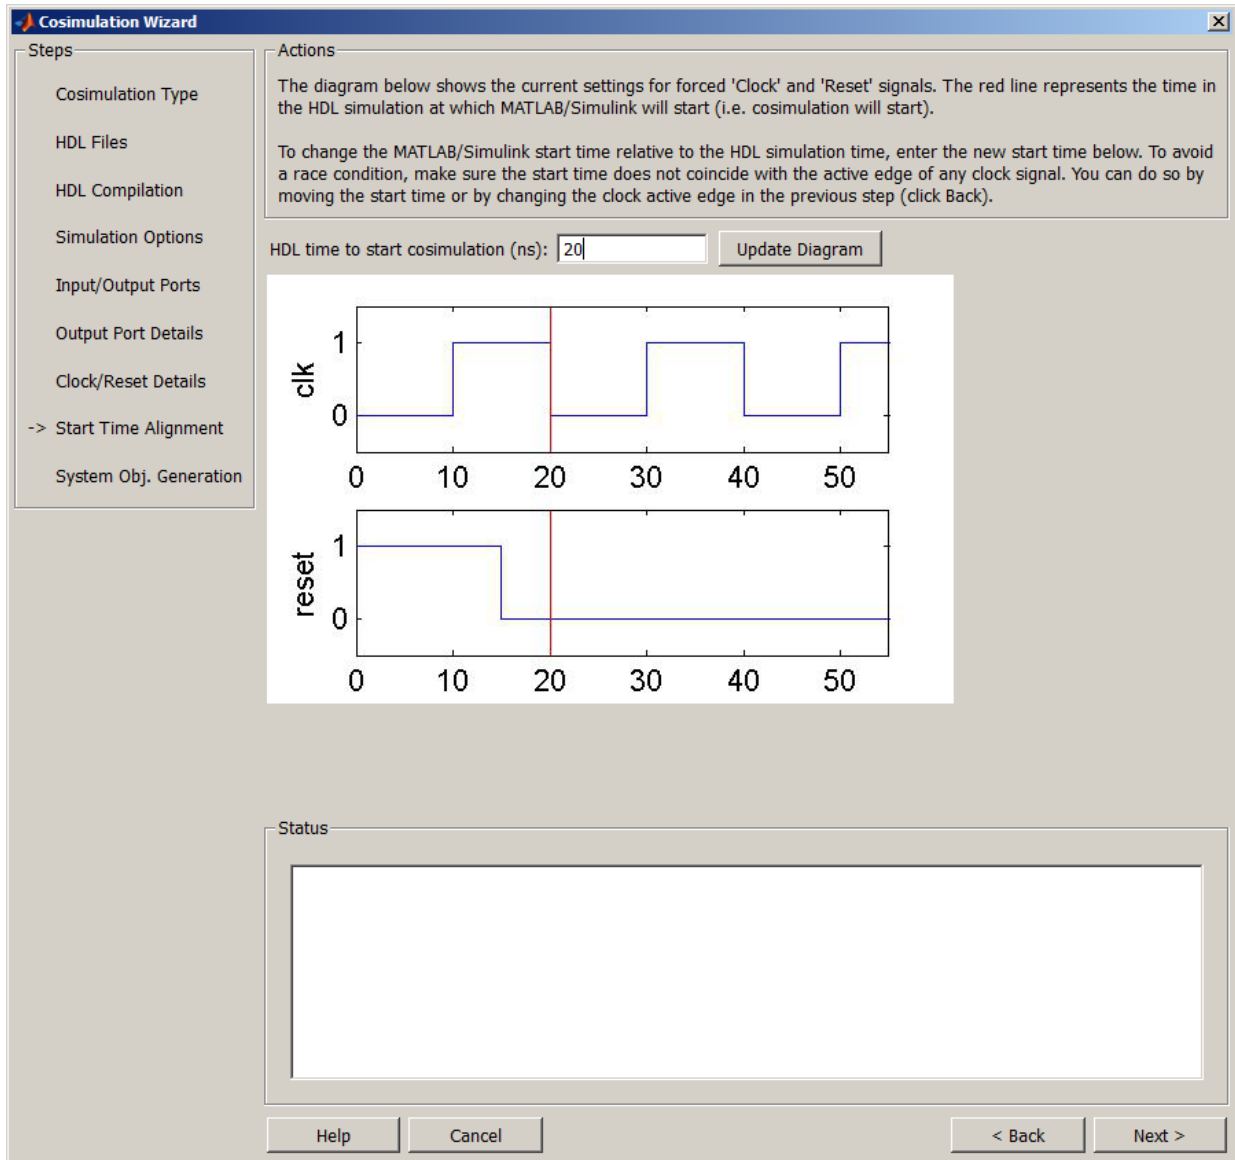 Cosimulation Wizard
Steps
Cosimulation Type
HDL Files
HDL Compilation
Simulation Options
Input/Output Ports
Output Port Details
Clock/Reset Details
-> Start Time Alignment
System Obj. Generation
Actions
The diagram below shows the current settings for forced 'Clock' and 'Reset' signals. The red line represents the time in
the HDL simulation at which MATLAB/Simulink will start (i.e. cosimulation will start).
To change the MATLAB/Simulink start time relative to the HDL simulation time, enter the new start time below. To avoid
a race condition, make sure the start time does not coincide with the active edge of any clock signal. You can do so by
moving the start time or by changing the clock active edge in the previous step (click Back).
HDL time to start cosimulation (ns): 20 Update Diagram
clk
1
0
0 10 20 30 40 50
reset
1
0
0 10 20 30 40 50
Status
Help Cancel < Back Next >